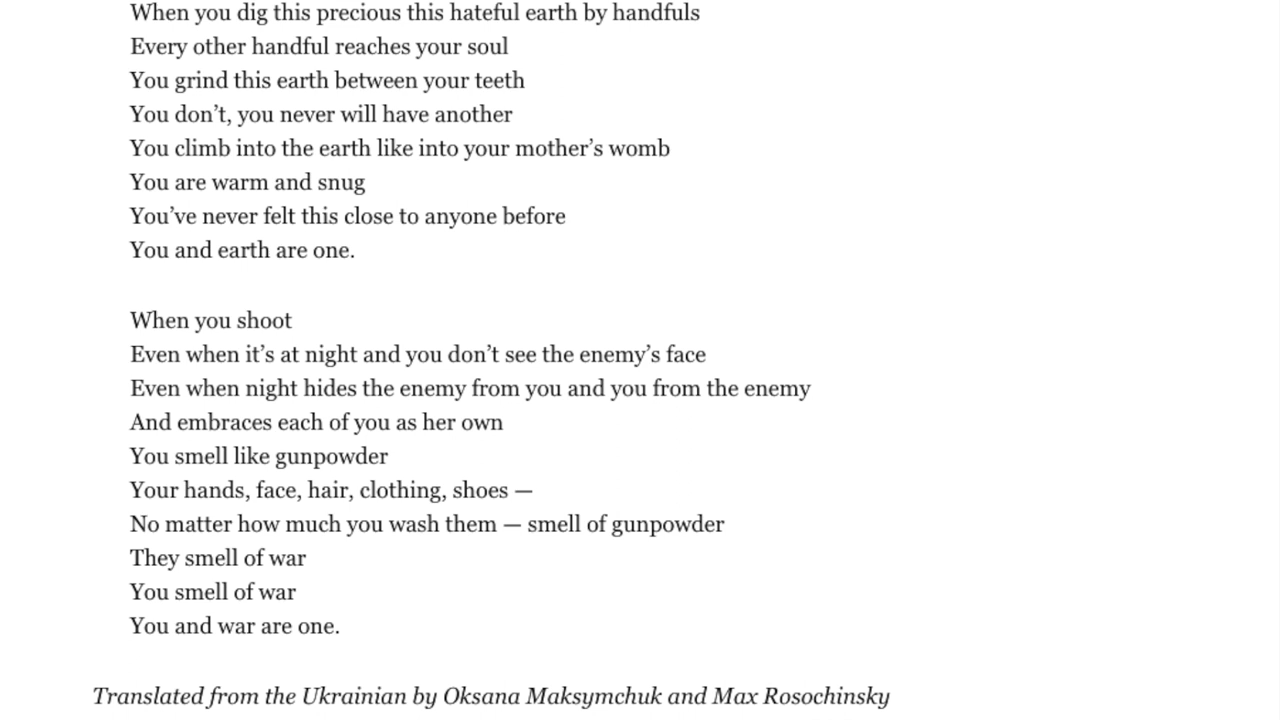 When you dig this precious this hateful earth by handfuls
Every other handful reaches your soul
You grind this earth between your teeth
You don’t, you never will have another
You climb into the earth like into your mother’s womb
You are warm and snug
You’ve never felt this close to anyone before
You and earth are one.

When you shoot
Even when it’s at night and you don’t see the enemy’s face
Even when night hides the enemy from you and you from the enemy
And embraces each of you as her own
You smell like gunpowder
Your hands, face, hair, clothing, shoes —
No matter how much you wash them — smell of gunpowder
They smell of war
You smell of war
You and war are one.

Translated from the Ukrainian by Oksana Maksymchuk and Max Rosochinsky